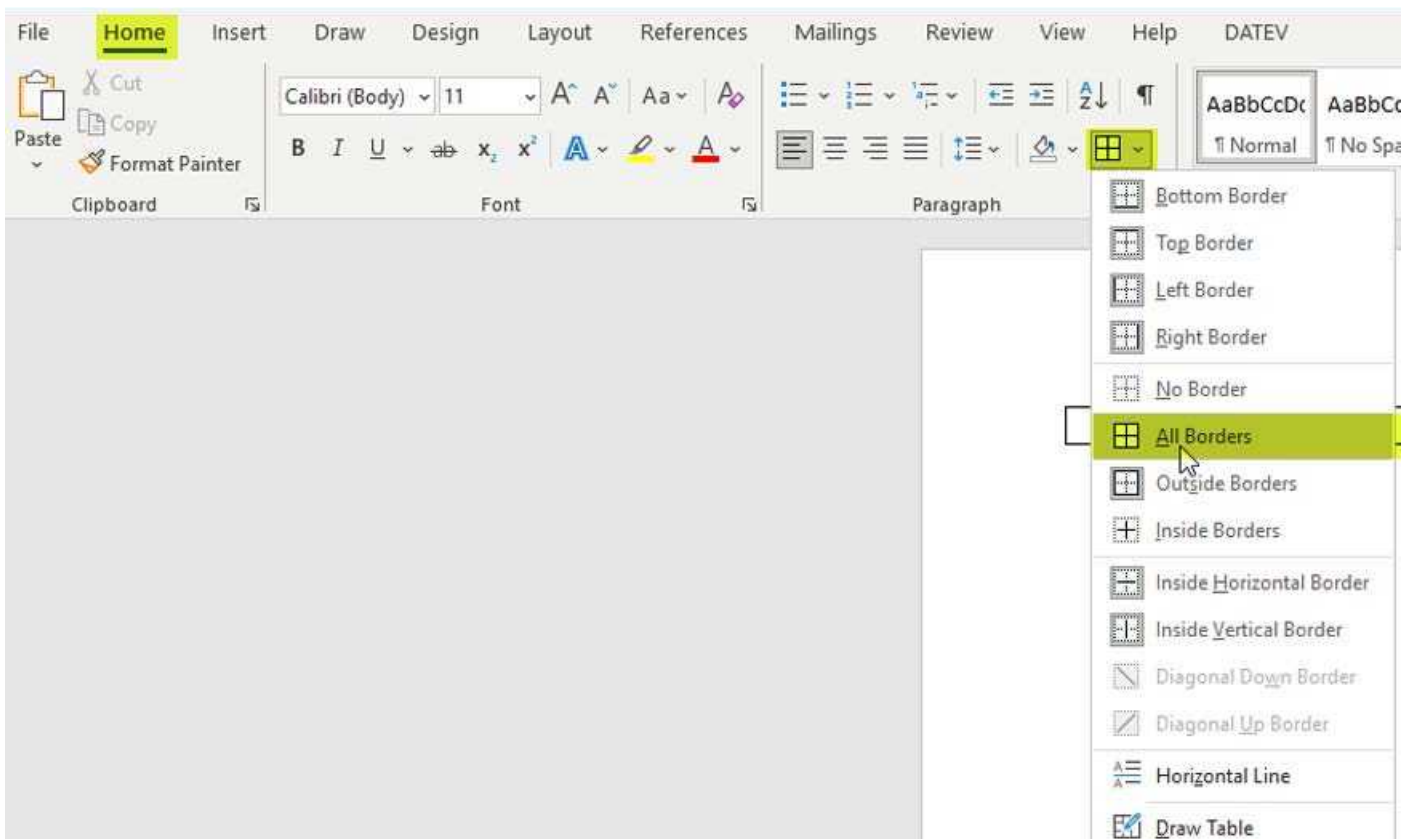 File Home Insert Draw Design Layout References Mailings Review View Help DATEV
Paste
Cut
Copy
Format Painter
Clipboard
Calibri (Body) 11
Font
Paragraph
AaBbCcDc AaBbCc
¶ Normal ¶ No Spa
Bottom Border
Top Border
Left Border
Right Border
No Border
All Borders
Outside Borders
Inside Borders
Inside Horizontal Border
Inside Vertical Border
Diagonal Down Border
Diagonal Up Border
Horizontal Line
Draw Table